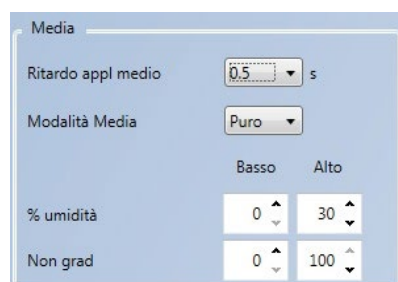 Media
Ritardo appl medio 0.5 s
Modalità Media Puro
Basso Alto
% umidità 0 30
Non grad 0 100